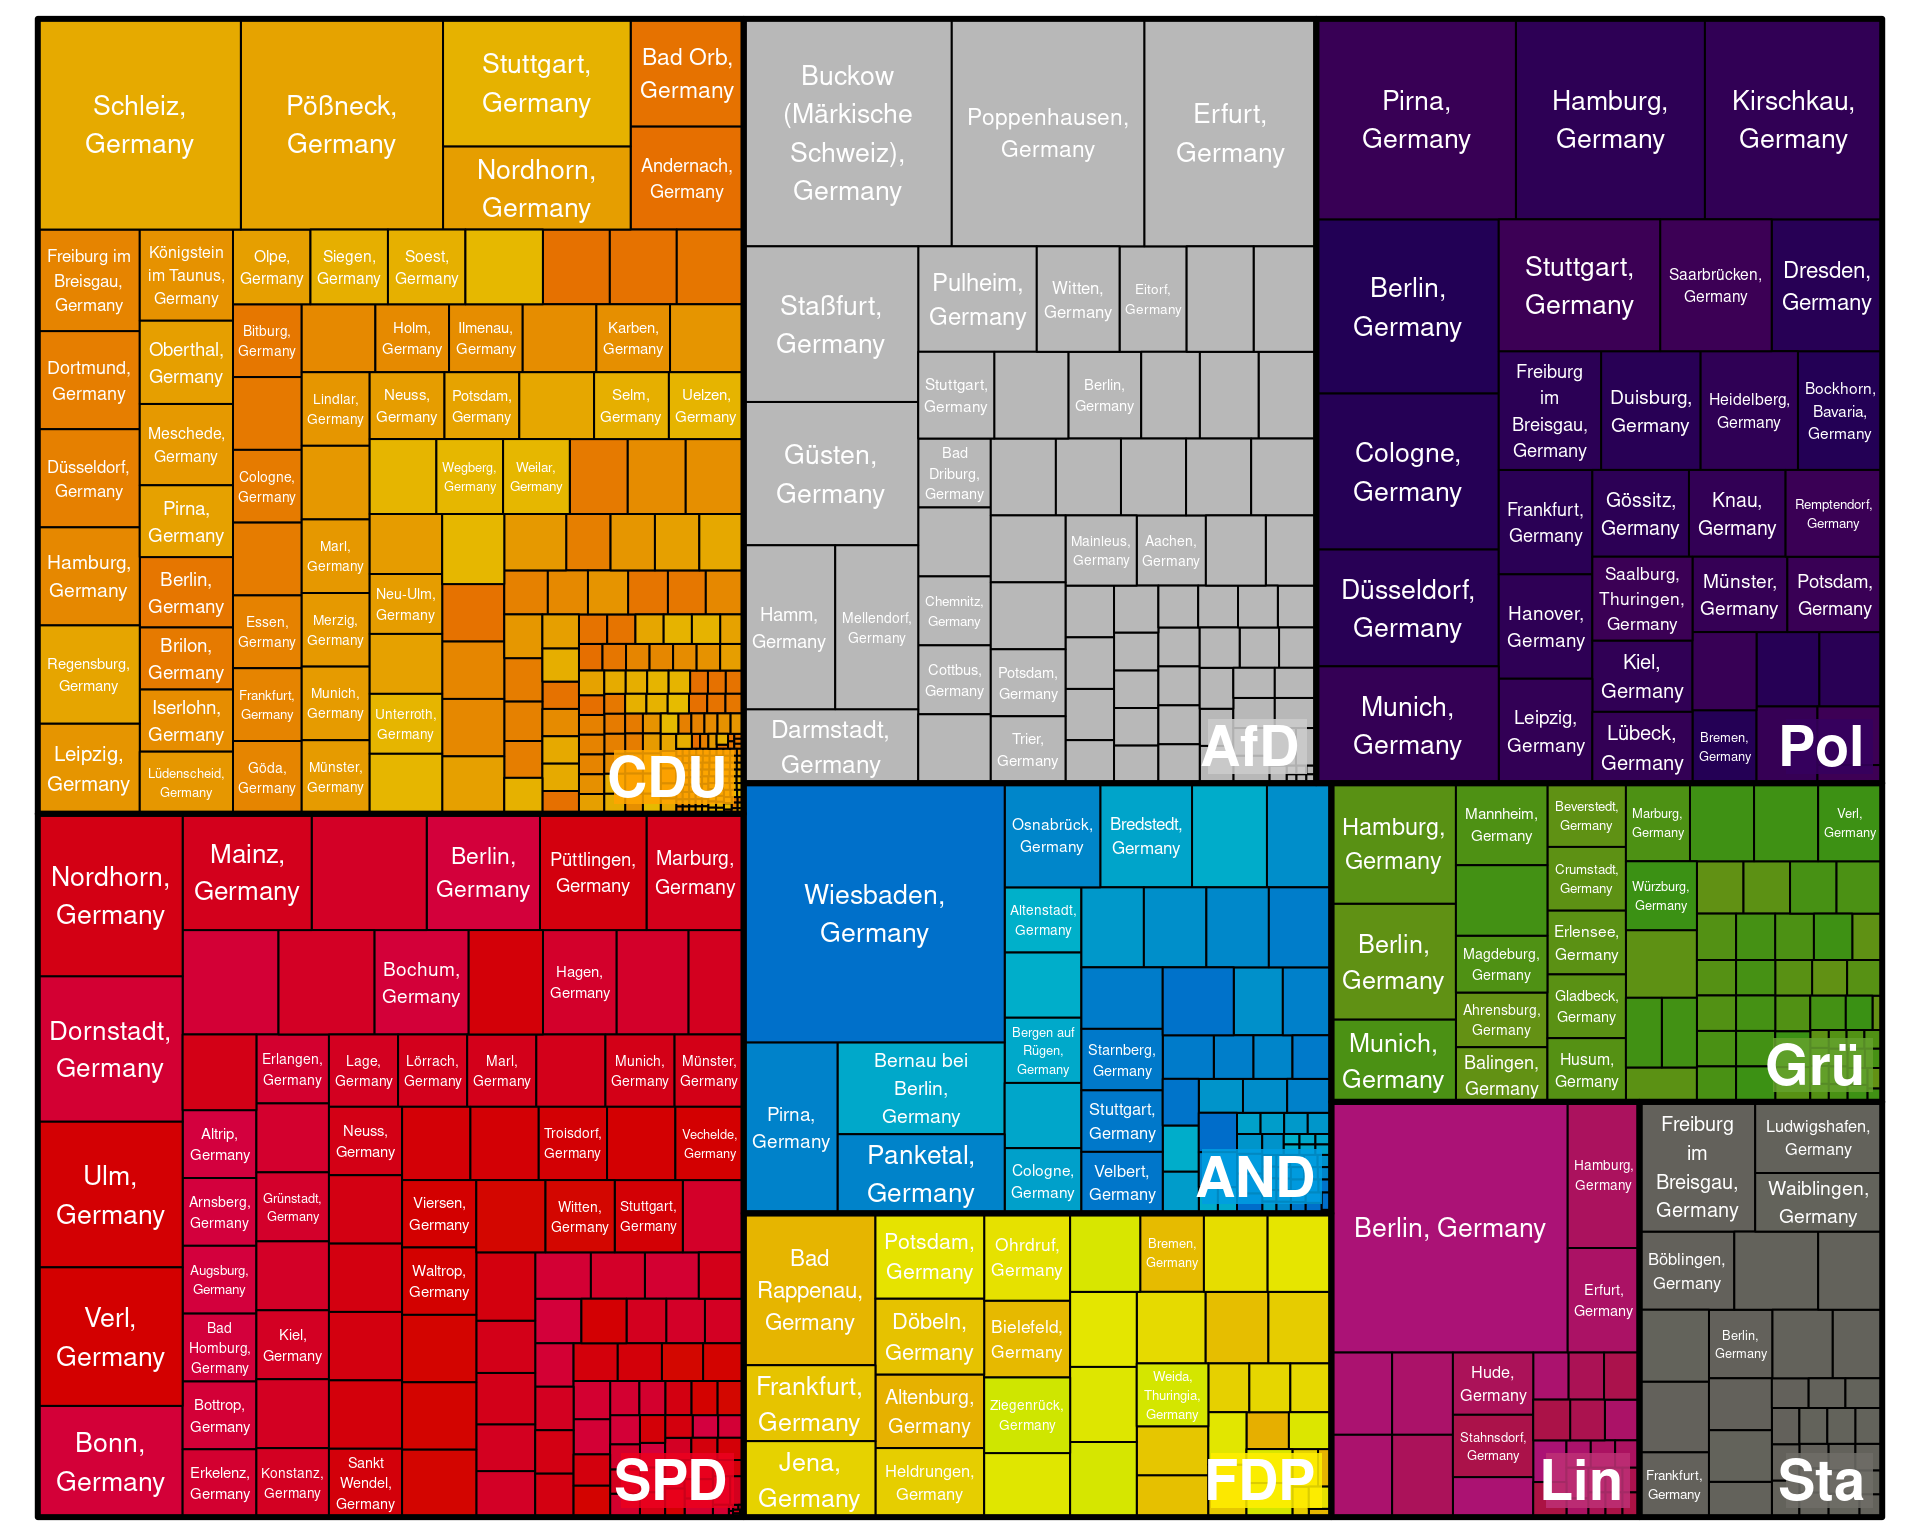 Schleiz,
Germany
Pößneck,
Germany
Stuttgart,
Germany
Nordhorn,
Germany
Bad Orb,
Germany
Andernach,
Germany
Freiburg im
Breisgau,
Germany
Dortmund,
Germany
Düsseldorf,
Germany
Hamburg,
Germany
Regensburg,
Germany
Leipzig,
Germany
Königstein
im Taunus,
Germany
Oberthal,
Germany
Meschede,
Germany
Pirna,
Germany
Berlin,
Germany
Brilon,
Germany
Iserlohn,
Germany
Lüdenscheid,
Germany
Olpe,
Germany
Siegen,
Germany
Soest,
Germany
Bitburg,
Germany
Cologne,
Germany
Essen,
Germany
Frankfurt,
Germany
Göda,
Germany
Holm,
Germany
Ilmenau,
Germany
Karben,
Germany
Lindlar,
Germany
Marl,
Germany
Merzig,
Germany
Munich,
Germany
Münster,
Germany
Neuss,
Germany
Potsdam,
Germany
Selm,
Germany
Uelzen,
Germany
Wegberg,
Germany
Weilar,
Germany
Neu-Ulm,
Germany
Unterroth,
Germany
CDU
Buckow
(Märkische
Schweiz),
Germany
Poppenhausen,
Germany
Erfurt,
Germany
Staßfurt,
Germany
Güsten,
Germany
Hamm,
Germany
Mellendorf,
Germany
Darmstadt,
Germany
Pulheim,
Germany
Witten,
Germany
Eitorf,
Germany
Stuttgart,
Germany
Berlin,
Germany
Bad
Driburg,
Germany
Chemnitz,
Germany
Cottbus,
Germany
Mainleus,
Germany
Aachen,
Germany
Potsdam,
Germany
Trier,
Germany
AfD
Pirna,
Germany
Hamburg,
Germany
Kirschkau,
Germany
Berlin,
Germany
Cologne,
Germany
Düsseldorf,
Germany
Munich,
Germany
Stuttgart,
Germany
Saarbrücken,
Germany
Dresden,
Germany
Freiburg
im
Breisgau,
Germany
Duisburg,
Germany
Heidelberg,
Germany
Bockhorn,
Bavaria,
Germany
Frankfurt,
Germany
Hanover,
Germany
Leipzig,
Germany
Gössitz,
Germany
Knau,
Germany
Remptendorf,
Germany
Saalburg,
Thuringen,
Germany
Münster,
Germany
Potsdam,
Germany
Kiel,
Germany
Lübeck,
Germany
Bremen,
Germany
Pol
Nordhorn,
Germany
Dornstadt,
Germany
Ulm,
Germany
Verl,
Germany
Bonn,
Germany
Mainz,
Germany
Berlin,
Germany
Püttlingen,
Germany
Marburg,
Germany
Bochum,
Germany
Hagen,
Germany
Erlangen,
Germany
Lage,
Germany
Lörrach,
Germany
Marl,
Germany
Munich,
Germany
Münster,
Germany
Altrip,
Germany
Arnsberg,
Germany
Augsburg,
Germany
Bad
Homburg,
Germany
Bottrop,
Germany
Erkelenz,
Germany
Grünstadt,
Germany
Kiel,
Germany
Konstanz,
Germany
Neuss,
Germany
Sankt
Wendel,
Germany
Troisdorf,
Germany
Vechelde,
Germany
Viersen,
Germany
Waltrop,
Germany
Witten,
Germany
Stuttgart,
Germany
SPD
Wiesbaden,
Germany
Pirna,
Germany
Bernau bei
Berlin,
Germany
Panketal,
Germany
Osnabrück,
Germany
Bredstedt,
Germany
Altenstadt,
Germany
Bergen auf
Rügen,
Germany
Cologne,
Germany
Starnberg,
Germany
Stuttgart,
Germany
Velbert,
Germany
AND
Hamburg,
Germany
Berlin,
Germany
Munich,
Germany
Mannheim,
Germany
Magdeburg,
Germany
Ahrensburg,
Germany
Balingen,
Germany
Beverstedt,
Germany
Crumstadt,
Germany
Erlensee,
Germany
Gladbeck,
Germany
Husum,
Germany
Marburg,
Germany
Verl,
Germany
Würzburg,
Germany
Grü
Bad
Rappenau,
Germany
Frankfurt,
Germany
Jena,
Germany
Potsdam,
Germany
Döbeln,
Germany
Altenburg,
Germany
Heldrungen,
Germany
Ohrdruf,
Germany
Bielefeld,
Germany
Ziegenrück,
Germany
Bremen,
Germany
Weida,
Thuringia,
Germany
FDP
Berlin, Germany
Hamburg,
Germany
Erfurt,
Germany
Hude,
Germany
Stahnsdorf,
Germany
Lin
Freiburg
im
Breisgau,
Germany
Ludwigshafen,
Germany
Waiblingen,
Germany
Böblingen,
Germany
Berlin,
Germany
Frankfurt,
Germany
Sta